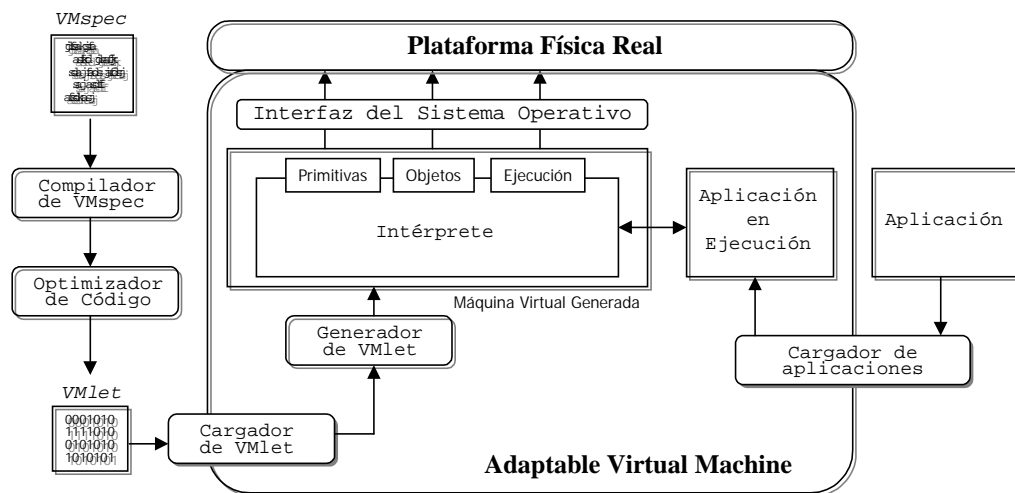 VMspec
Plataforma Física Real
Interfaz del Sistema Operativo
Compilador
de VMspec
Primitivas
Objetos
Ejecución
Intérprete
Aplicación
en
Ejecución
Aplicación
Optimizador
de Código
Máquina Virtual Generada
Generador
de VMlet
Cargador de
aplicaciones
VMlet
0001010
1111010
0101010
1010101
Cargador
de VMlet
Adaptable Virtual Machine